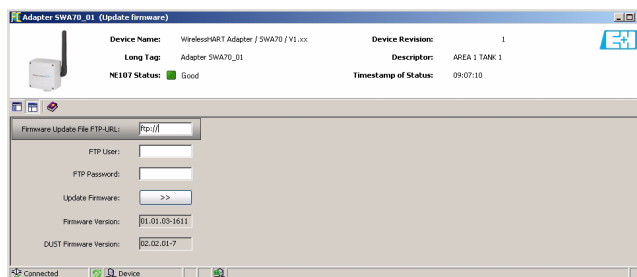 Adapter SWA70_01 (Update firmware)
Device Name: WirelessHART Adapter / SWA70 / V1.xx Device Revision: 1
Long Tag: Adapter SWA70_01 Descriptor: AREA 1 TANK 1
NE107 Status: Good Timestamp of Status: 09:07:10
Firmware Update File FTP-URL: ftp://
FTP User:
FTP Password:
Update Firmware: >>
Firmware Version: 01.01.03-1611
DUST Firmware Version: 02.02.01-7
Connected Device